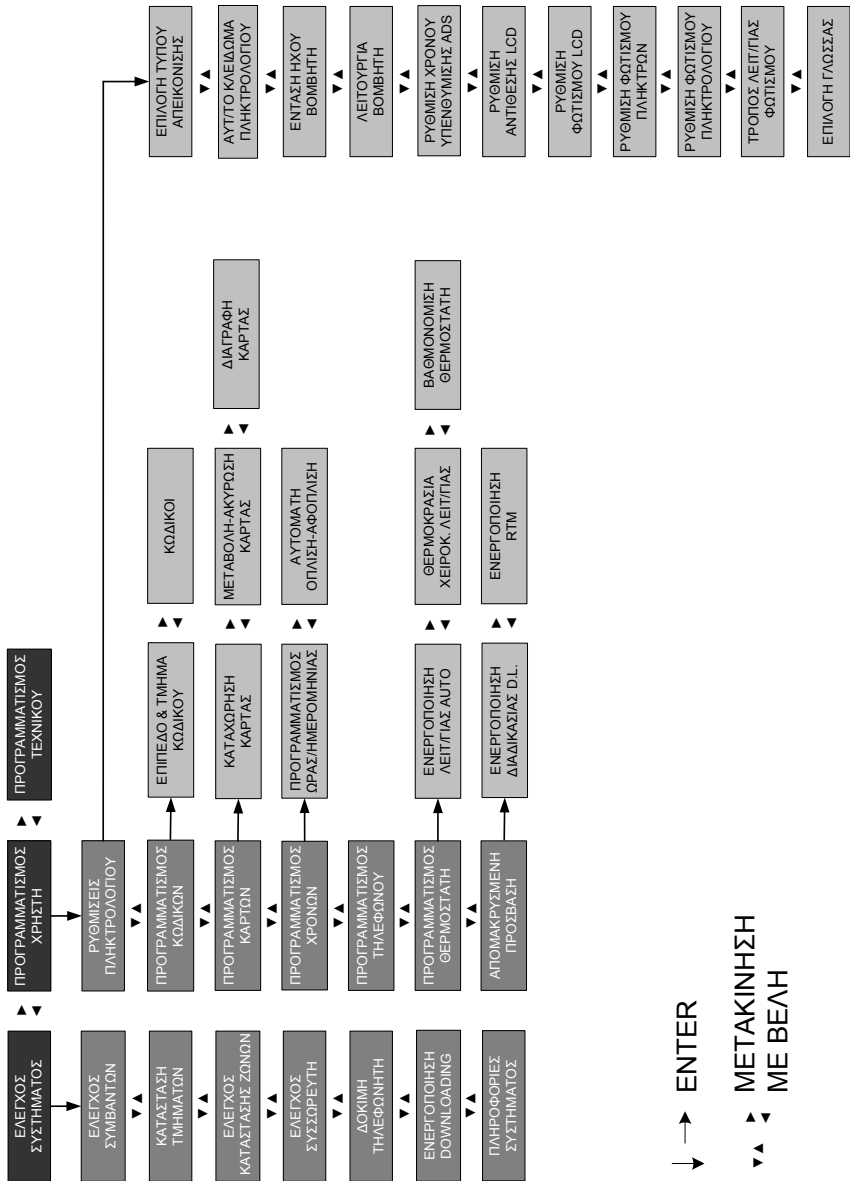 ΕΛΕΓΧΟΣ
ΣΥΣΤΗΜΑΤΟΣ
ΠΡΟΓΡΑΜΜΑΤΙΣΜΟΣ
ΧΡΗΣΤΗ
ΠΡΟΓΡΑΜΜΑΤΙΣΜΟΣ
ΤΕΧΝΙΚΟΥ
ΕΛΕΓΧΟΣ
ΣΥΜΒΑΝΤΩΝ
ΚΑΤΑΣΤΑΣΗ
ΤΜΗΜΑΤΩΝ
ΕΛΕΓΧΟΣ
ΚΑΤΑΣΤΑΣΗΣ ΖΩΝΩΝ
ΕΛΕΓΧΟΣ
ΣΥΣΣΩΡΕΥΤΗ
ΔΟΚΙΜΗ
ΤΗΛΕΦΩΝΗΤΗ
ΕΝΕΡΓΟΠΟΙΗΣΗ
DOWNLOADING
ΠΛΗΡΟΦΟΡΙΕΣ
ΣΥΣΤΗΜΑΤΟΣ
ΡΥΘΜΙΣΕΙΣ
ΠΛΗΚΤΡΟΛΟΓΙΟΥ
ΠΡΟΓΡΑΜΜΑΤΙΣΜΟΣ
ΚΩΔΙΚΩΝ
ΠΡΟΓΡΑΜΜΑΤΙΣΜΟΣ
ΚΑΡΤΩΝ
ΠΡΟΓΡΑΜΜΑΤΙΣΜΟΣ
ΧΡΟΝΩΝ
ΠΡΟΓΡΑΜΜΑΤΙΣΜΟΣ
ΤΗΛΕΦΩΝΟΥ
ΠΡΟΓΡΑΜΜΑΤΙΣΜΟΣ
ΘΕΡΜΟΣΤΑΤΗ
ΑΠΟΜΑΚΡΥΣΜΕΝΗ
ΠΡΟΣΒΑΣΗ
ΕΠΙΠΕΔΟ & ΤΜΗΜΑ
ΚΩΔΙΚΟΥ
ΚΩΔΙΚΟΙ
ΚΑΤΑΧΩΡΗΣΗ
ΚΑΡΤΑΣ
ΜΕΤΑΒΟΛΗ-ΑΚΥΡΩΣΗ
ΚΑΡΤΑΣ
ΔΙΑΓΡΑΦΗ
ΚΑΡΤΑΣ
ΠΡΟΓΡΑΜΜΑΤΙΣΜΟΣ
ΩΡΑΣ/ΗΜΕΡΟΜΗΝΙΑΣ
ΑΥΤΟΜΑΤΗ
ΟΠΛΙΣΗ-ΑΦΟΠΛΙΣΗ
ΕΝΕΡΓΟΠΟΙΗΣΗ
ΛΕΙΤ/ΓΙΑΣ AUTO
ΘΕΡΜΟΚΡΑΣΙΑ
ΧΕΙΡΟΚ. ΛΕΙΤ/ΓΙΑΣ
ΒΑΘΜΟΝΟΜΙΣΗ
ΘΕΡΜΟΣΤΑΤΗ
ΕΝΕΡΓΟΠΟΙΗΣΗ
ΔΙΑΔΙΚΑΣΙΑΣ D.L.
ΕΝΕΡΓΟΠΟΙΗΣΗ
RTM
ΕΠΙΛΟΓΗ ΤΥΠΟΥ
ΑΠΕΙΚΟΝΙΣΗΣ
ΑΥΤ/ΤΟ ΚΛΕΙΔΩΜΑ
ΠΛΗΚΤΡΟΛΟΓΙΟΥ
ΕΝΤΑΣΗ ΗΧΟΥ
ΒΟΜΒΗΤΗ
ΛΕΙΤΟΥΡΓΙΑ
ΒΟΜΒΗΤΗ
ΡΥΘΜΙΣΗ ΧΡΟΝΟΥ
ΥΠΕΝΘΥΜΙΣΗΣ ADS
ΡΥΘΜΙΣΗ
ΑΝΤΙΘΕΣΗΣ LCD
ΡΥΘΜΙΣΗ
ΦΩΤΙΣΜΟΥ LCD
ΡΥΘΜΙΣΗ ΦΩΤΙΣΜΟΥ
ΠΛΗΚΤΡΩΝ
ΡΥΘΜΙΣΗ ΦΩΤΙΣΜΟΥ
ΠΛΗΚΤΡΟΛΟΓΙΟΥ
ΤΡΟΠΟΣ ΛΕΙΤ/ΓΙΑΣ
ΦΩΤΙΣΜΟΥ
ΕΠΙΛΟΓΗ ΓΛΩΣΣΑΣ
ENTER
ΜΕΤΑΚΙΝΗΣΗ
ΜΕ ΒΕΛΗ